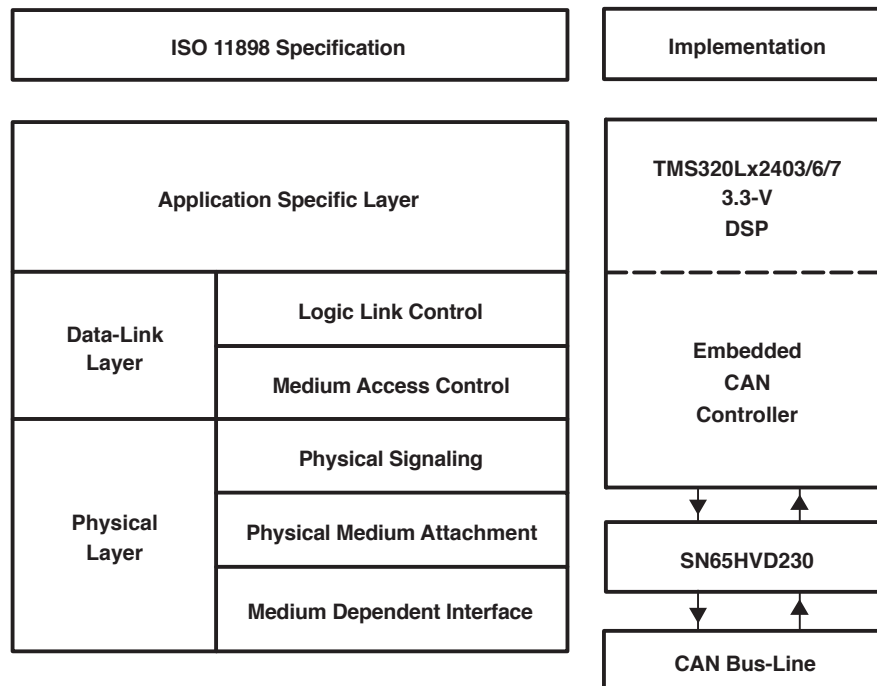 ISO 11898 Specification
Implementation
Application Specific Layer
Data-Link
Layer
Logic Link Control
Medium Access Control
Physical
Layer
Physical Signaling
Physical Medium Attachment
Medium Dependent Interface
TMS320Lx2403/6/7
3.3-V
DSP
Embedded
CAN
Controller
SN65HVD230
CAN Bus-Line